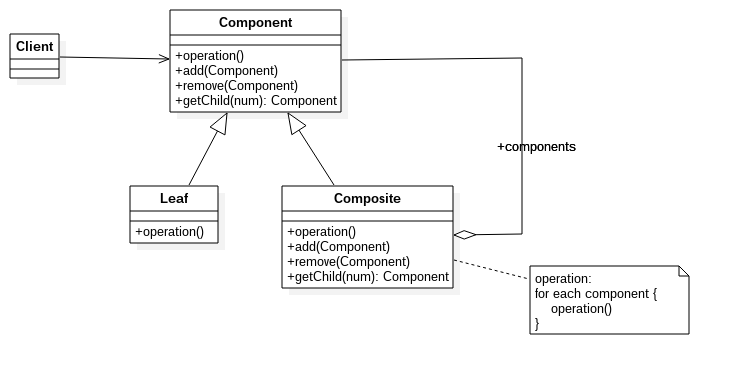 Component
Client
+operation()
+add(Component)
+remove(Component)
+getChild(num): Component
+components
Leaf
+operation()
Composite
+operation()
+add(Component)
+remove(Component)
+getChild(num): Component
operation:
for each component {
operation()
}